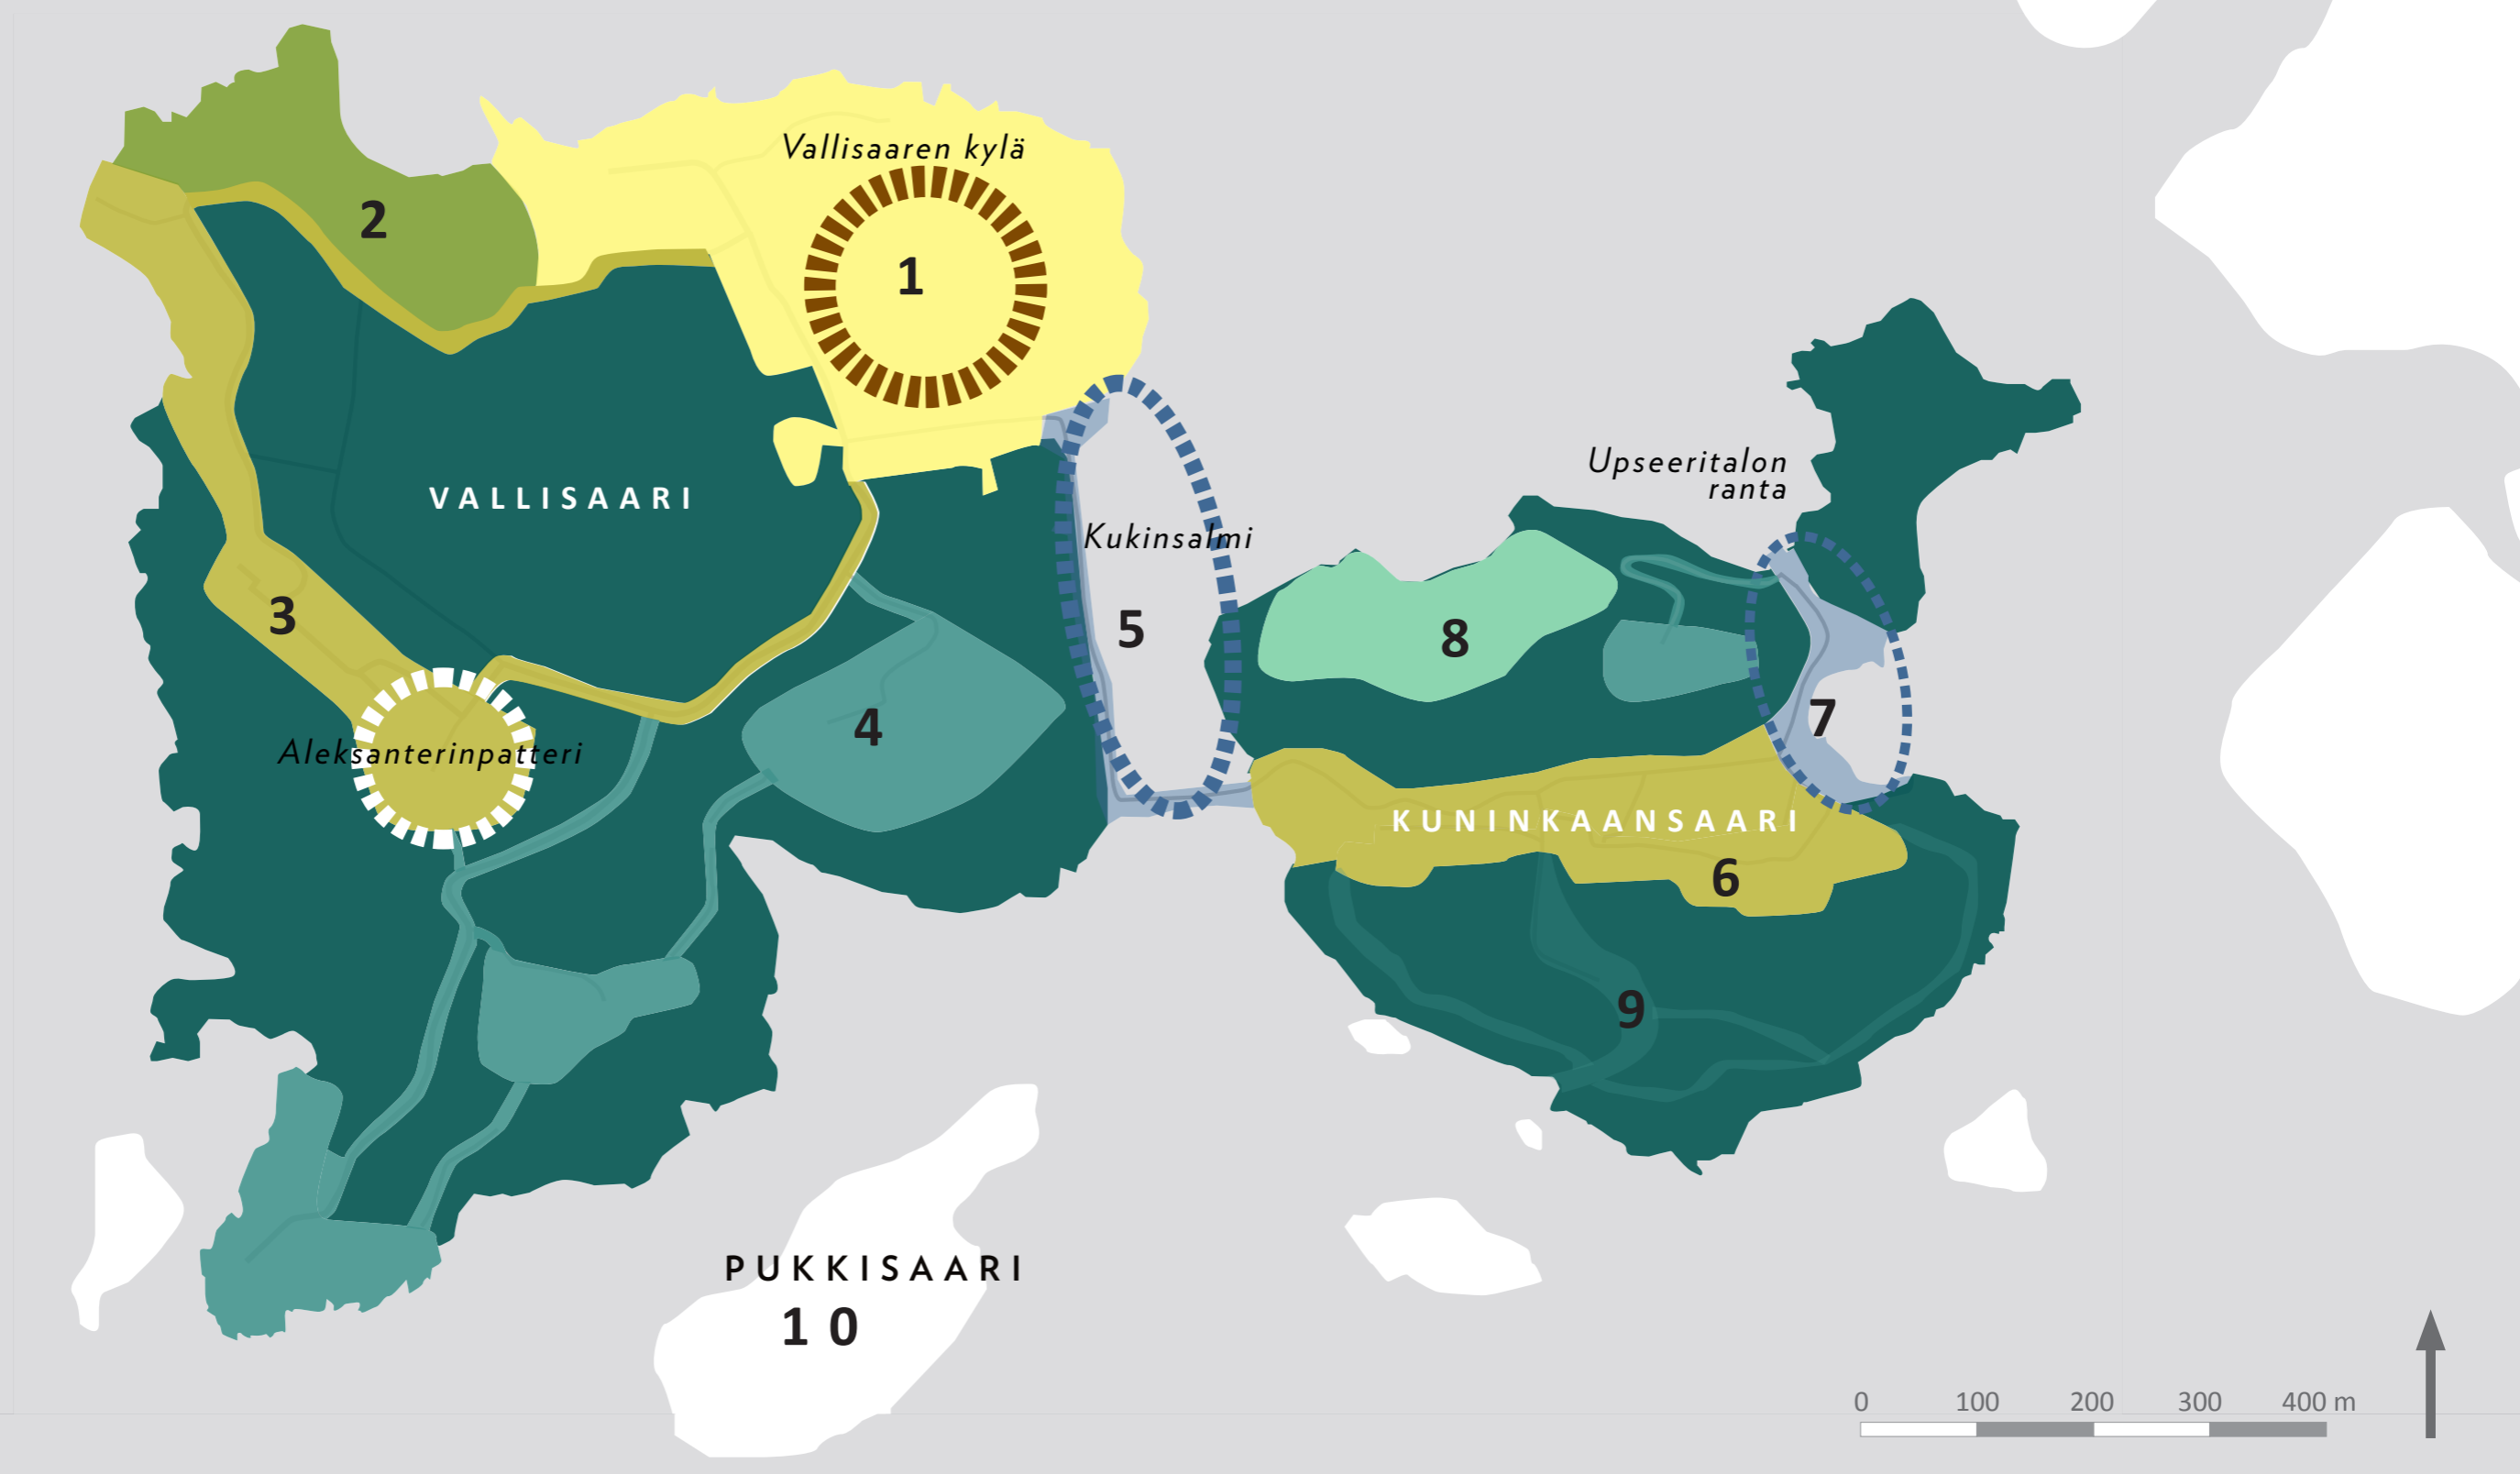 Vallisaaren kylä
2
1
Upseeritalon
ranta
VALLISAARI
Kukinsalmi
3
5
8
4
7
Aleksanterinpatteri
KUNINKAANSAARI
6
9
PUKKISAARI
10
0 100 200 300 400 m